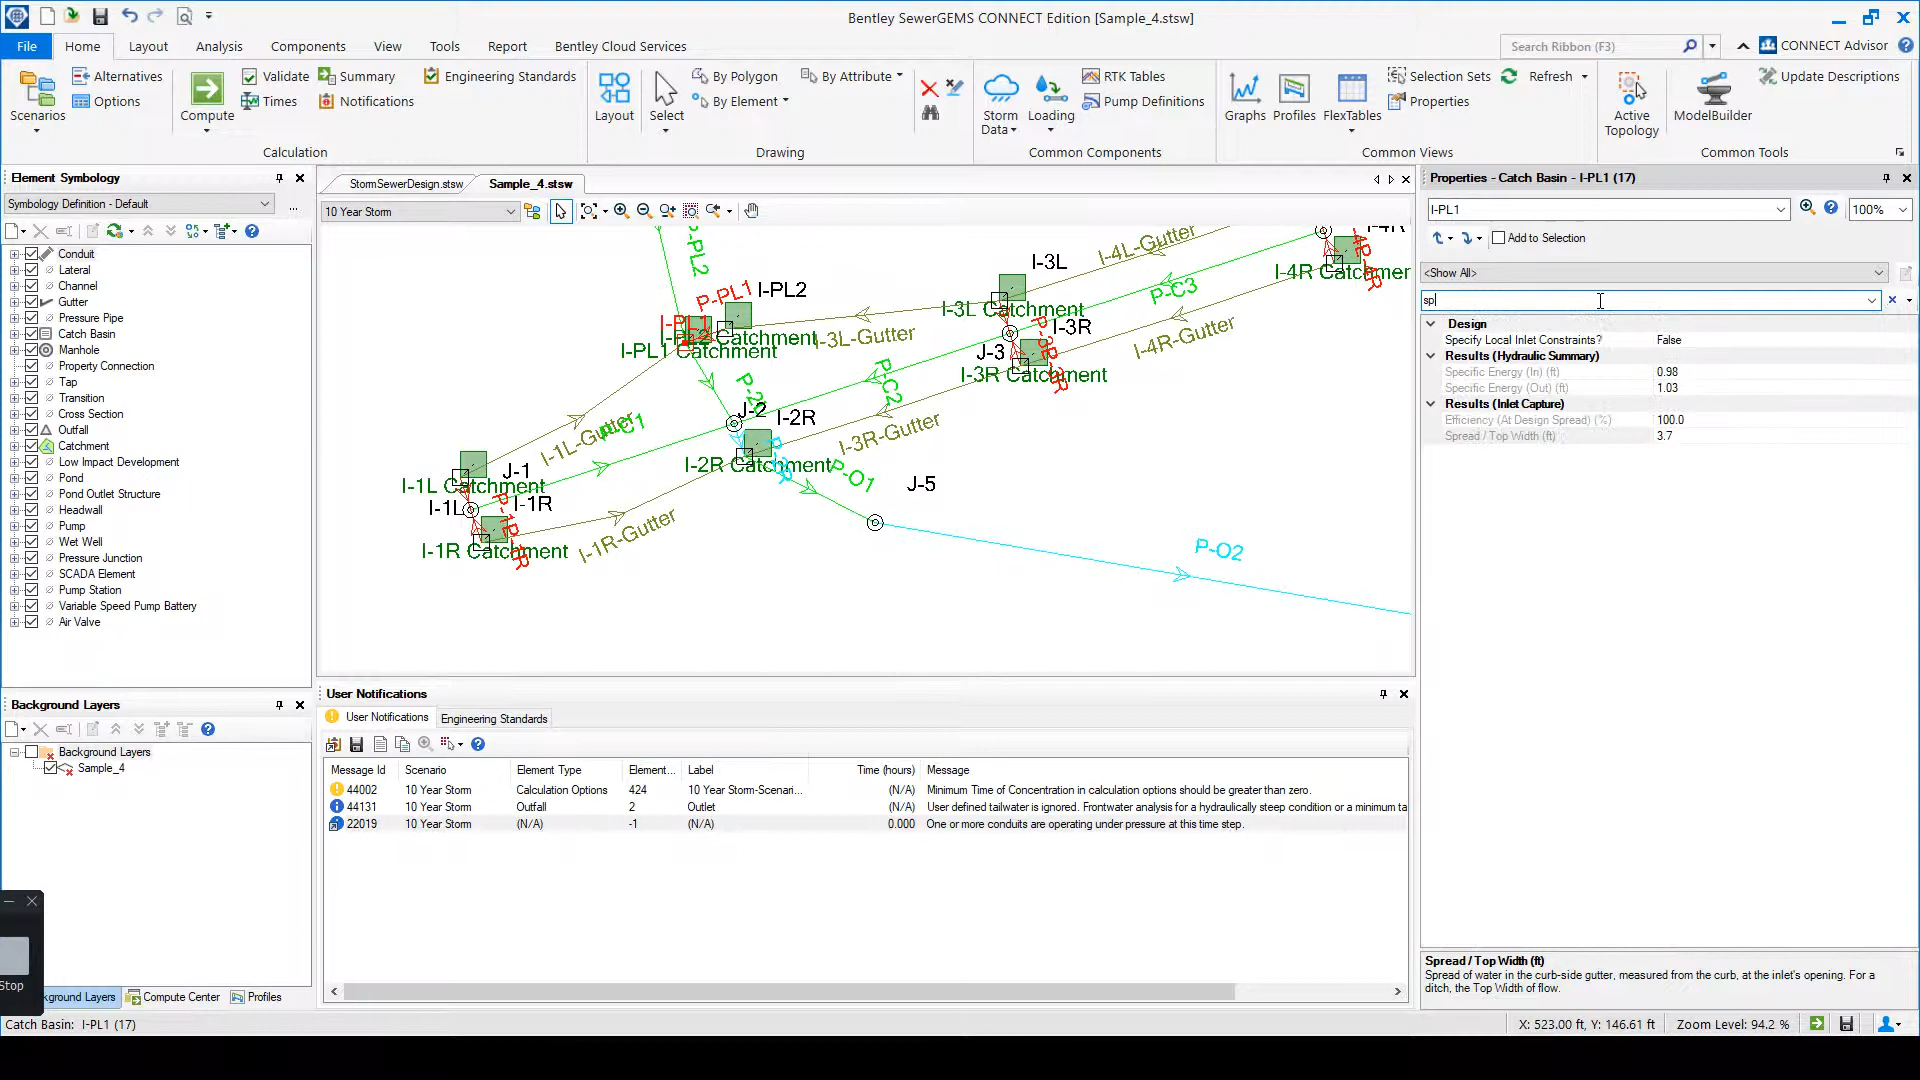 Bentley SewerGEMS CONNECT Edition [Sample_4.stsw]
File Home Layout Analysis Components View Tools Report Bentley Cloud Services
Search Ribbon (F3) CONNECT Advisor
Scenarios Alternatives Options Compute Validate Times Summary Notifications Engineering Standards
Calculation
Layout Select By Polygon By Element By Attribute
Drawing
Storm Data Loading RTK Tables Pump Definitions
Common Components
Graphs Profiles FlexTables Selection Sets Properties Refresh
Common Views
Active Topology ModelBuilder Update Descriptions
Common Tools
Element Symbology
Symbology Definition - Default
...
Conduit
Lateral
Channel
Gutter
Pressure Pipe
Catch Basin
Manhole
Property Connection
Tap
Transition
Cross Section
Outfall
Catchment
Low Impact Development
Pond
Pond Outlet Structure
Headwall
Pump
Wet Well
Pressure Junction
SCADA Element
Pump Station
Variable Speed Pump Battery
Air Valve
Background Layers
Background Layers
Sample_4
Stop
kground Layers Compute Center Profiles
StormSewerDesign.stsw Sample_4.stsw
10 Year Storm
P-PL2
I-4L-Gutter
I-4R
I-4R Catchmen
P-4R
I-3L
P-C3
P-PL1 I-PL2
I-3L Catchment
I-PL1
I-PL2 Catchment
I-PL1 Catchment
I-3L-Gutter
I-3R
P-3R
I-4R-Gutter
J-3
I-3R Catchment
P-C2
J-2 I-2R
I-1L-Gutter
P-C1
I-3R-Gutter
I-2R Catchment
P-2R
P-O1
J-5
J-1
I-1L Catchment
I-1L
I-1R
P-1R
I-1R Catchment
I-1R-Gutter
P-O2
User Notifications
User Notifications Engineering Standards
Message Id Scenario Element Type Element... Label Time (hours) Message
44002 10 Year Storm Calculation Options 424 10 Year Storm-Scenari... (N/A) Minimum Time of Concentration in calculation options should be greater than zero.
44131 10 Year Storm Outfall 2 Outlet (N/A) User defined tailwater is ignored. Frontwater analysis for a hydraulically steep condition or a minimum ta
22019 10 Year Storm (N/A) -1 (N/A) 0.000 One or more conduits are operating under pressure at this time step.
Properties - Catch Basin - I-PL1 (17)
I-PL1 100%
Add to Selection
<Show All>
sp
Design
Specify Local Inlet Constraints? False
Results (Hydraulic Summary)
Specific Energy (In) (ft) 0.98
Specific Energy (Out) (ft) 1.03
Results (Inlet Capture)
Efficiency (At Design Spread) (%) 100.0
Spread / Top Width (ft) 3.7
Spread / Top Width (ft)
Spread of water in the curb-side gutter, measured from the curb, at the inlet's opening. For a
ditch, the Top Width of flow.
Catch Basin: I-PL1 (17)
X: 523.00 ft, Y: 146.61 ft Zoom Level: 94.2 %